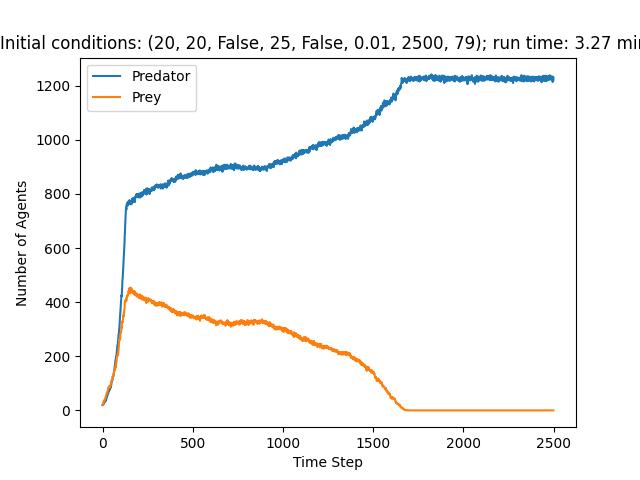 Initial conditions: (20, 20, False, 25, False, 0.01, 2500, 79); run time: 3.27 mi
Predator
Prey
1200
1000
800
600
400
200
0
Number of Agents
0 500 1000 1500 2000 2500
Time Step